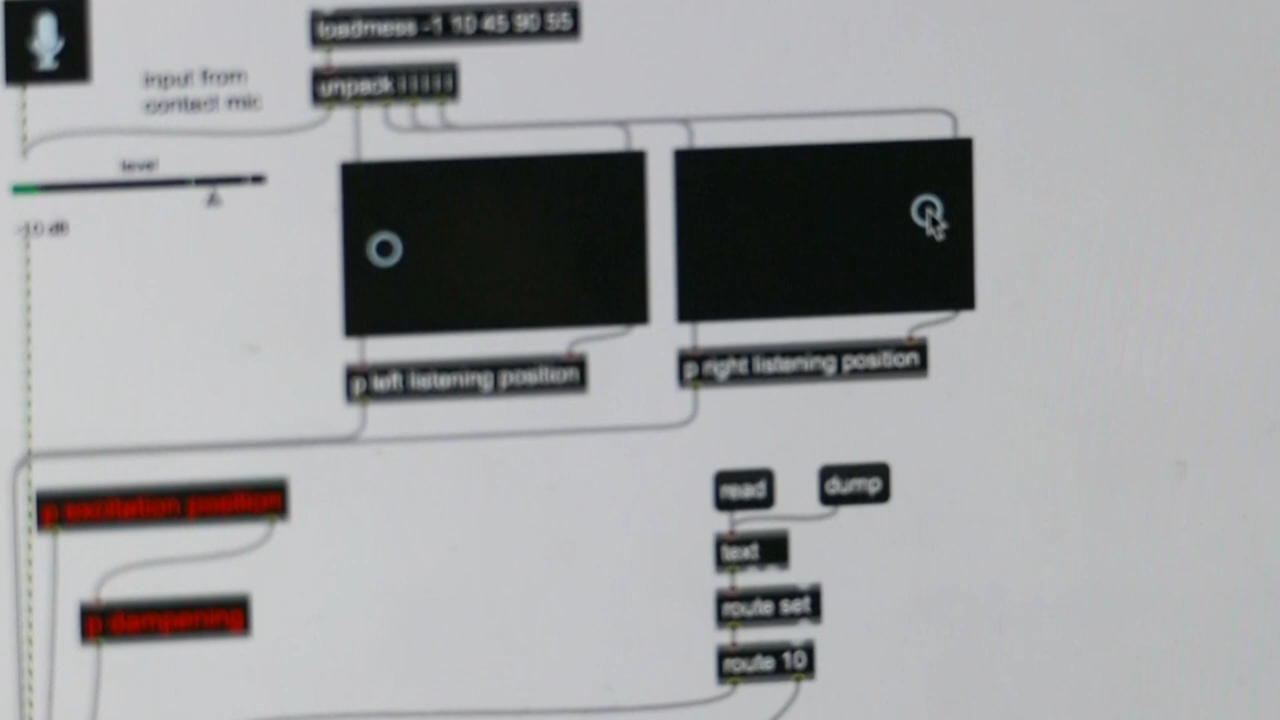 loadmess -1 10 45 90 55
unpack i i i i i
input from
contact mic
level
-10 dB
p left listening position
p right listening position
p excitation position
read
dump
text
p dampening
route set
route 10